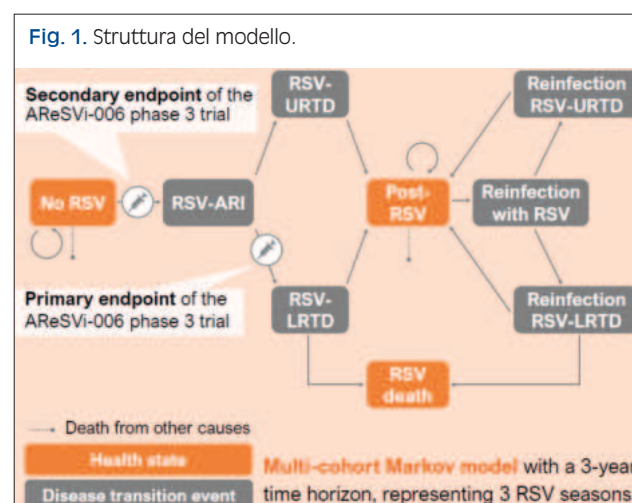 Fig. 1. Struttura del modello.
Secondary endpoint of the
AReSVi-006 phase 3 trial
RSV-
URTD
Reinfection
RSV-URTD
No RSV
RSV-ARI
Post-
RSV
Reinfection
with RSV
Primary endpoint of the
AReSVi-006 phase 3 trial
RSV-
LRTD
Reinfection
RSV-LRTD
RSV
death
Death from other causes
Health state
Disease transition event
Multi-cohort Markov model with a 3-year
time horizon, representing 3 RSV seasons